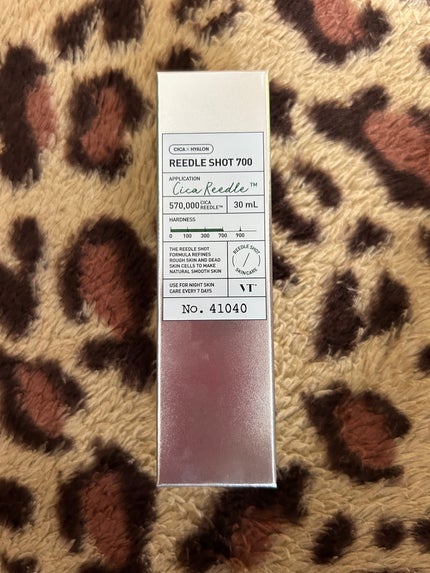 CICA × HYALON
REEDLE SHOT 700
APPLICATION
Cica Reedle™
570,000 CICA REEDLE™ 30 mL
HARDNESS
0 100 300 700 900
THE REEDLE SHOT
FORMULA REFINES
ROUGH SKIN AND DEAD
SKIN CELLS TO MAKE
NATURAL SMOOTH SKIN
REEDLE SHOT
SKINCARE
USE FOR NIGHT SKIN
CARE EVERY 7 DAYS
VT
No. 41040